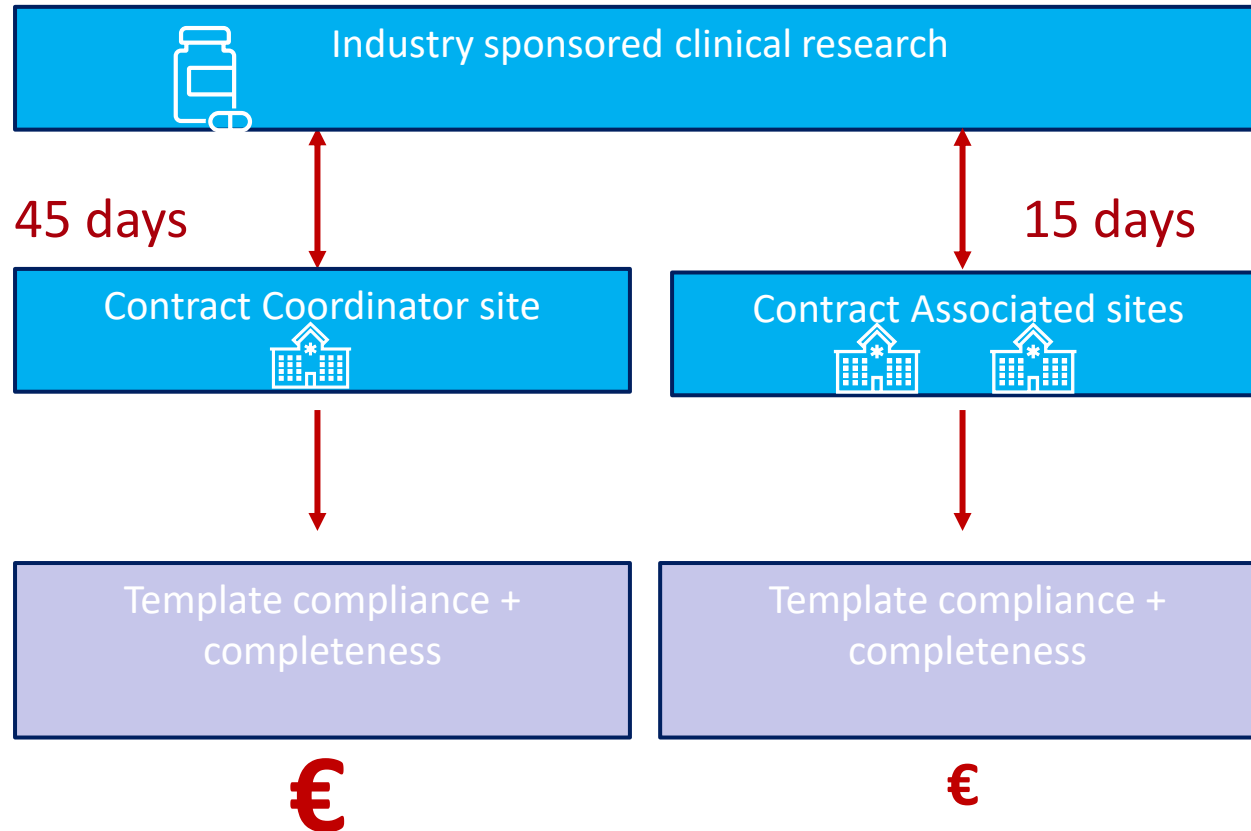 Industry sponsored clinical research
45 days
15 days
Contract Coordinator site
Contract Associated sites
Template compliance +
completeness
Template compliance +
completeness
€
€